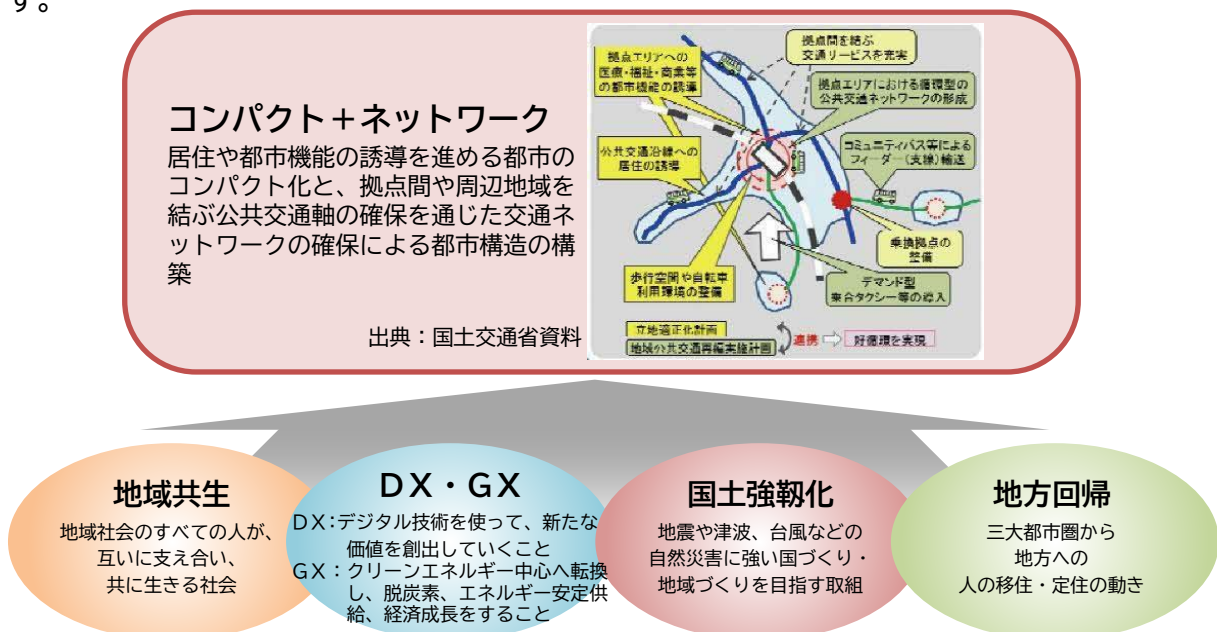 す。
コンパクト＋ネットワーク
居住や都市機能の誘導を進める都市の
コンパクト化と、拠点間や周辺地域を
結ぶ公共交通軸の確保を通じた交通ネ
ットワークの確保による都市構造の構
築
出典：国土交通省資料
拠点間を結ぶ
交通サービスを充実
拠点エリアへの
医療・福祉・商業等
の都市機能の誘導
拠点エリアにおける循環型の
公共交通ネットワークの形成
公共交通沿線への
居住の誘導
コミュニティバス等による
フィーダー（支線）輸送
乗換拠点の
整備
歩行空間や自転車
利用環境の整備
デマンド型
乗合タクシー等の導入
立地適正化計画
地域公共交通再編実施計画
連携
好循環を実現
地域共生
地域社会のすべての人が、
互いに支え合い、
共に生きる社会
ＤＸ・ＧＸ
ＤＸ：デジタル技術を使って、新たな
価値を創出していくこと
ＧＸ：クリーンエネルギー中心へ転換
し、脱炭素、エネルギー安定供
給、経済成長をすること
国土強靱化
地震や津波、台風などの
自然災害に強い国づくり・
地域づくりを目指す取組
地方回帰
三大都市圏から
地方への
人の移住・定住の動き